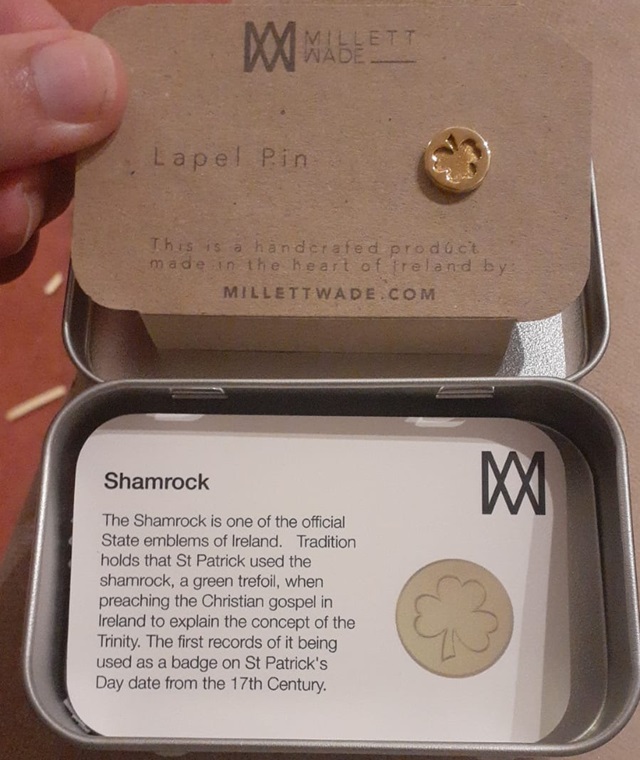 MILLETT
WADE
Lapel Pin
This is a handcrafted product
made in the heart of Ireland by:
MILLETTWADE.COM
Shamrock
The Shamrock is one of the official
State emblems of Ireland. Tradition
holds that St Patrick used the
shamrock, a green trefoil, when
preaching the Christian gospel in
Ireland to explain the concept of the
Trinity. The first records of it being
used as a badge on St Patrick's
Day date from the 17th Century.